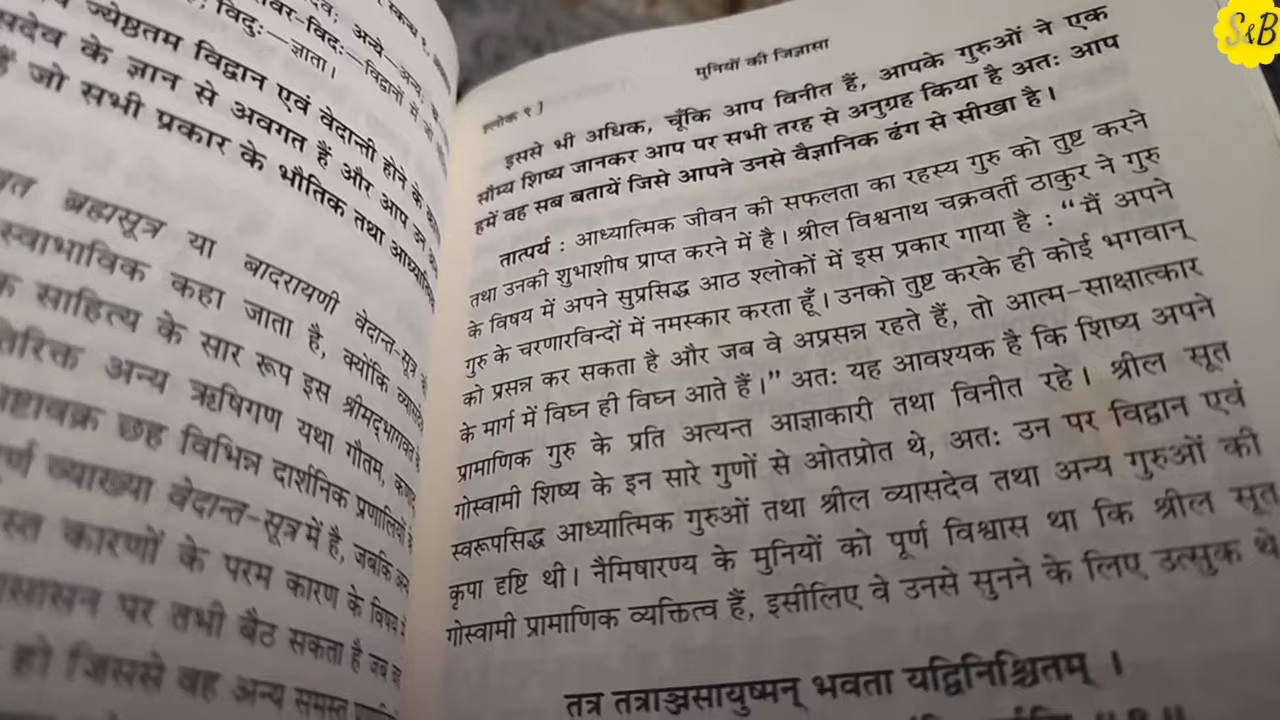 ज्येष्ठतम विद्वान एवं वेदान्ती होने के
सदेव के ज्ञान से अवगत हैं और आप उन
जो सभी प्रकार के भौतिक तथा आध्यात्मिक
ब्रह्मसूत्र या बादरायणी वेदान्त-सूत्र
स्वाभाविक कहा जाता है, क्योंकि
साहित्य के सार रूप इस श्रीमद्भागवत
अन्य ऋषिगण यथा गौतम,
छह विभिन्न दार्शनिक प्रणालियों
व्याख्या वेदान्त-सूत्र में है, जबकि
कारणों के परम कारण के विषय
पर तभी बैठ सकता है जब वह
हो जिससे वह अन्य समस्त
श्लोक ९ ]
मुनियों की जिज्ञासा
इससे भी अधिक, चूँकि आप विनीत हैं, आपके गुरुओं ने एक
सौम्य शिष्य जानकर आप पर सभी तरह से अनुग्रह किया है अतः आप
हमें वह सब बतायें जिसे आपने उनसे वैज्ञानिक ढंग से सीखा है।
तात्पर्य : आध्यात्मिक जीवन की सफलता का रहस्य गुरु को तुष्ट करने
तथा उनकी शुभाशीष प्राप्त करने में है। श्रील विश्वनाथ चक्रवर्ती ठाकुर ने गुरु
के विषय में अपने सुप्रसिद्ध आठ श्लोकों में इस प्रकार गाया है : “मैं अपने
गुरु के चरणारविन्दों में नमस्कार करता हूँ। उनको तुष्ट करके ही कोई भगवान्
को प्रसन्न कर सकता है और जब वे अप्रसन्न रहते हैं, तो आत्म-साक्षात्कार
के मार्ग में विघ्न ही विघ्न आते हैं।” अतः यह आवश्यक है कि शिष्य अपने
प्रामाणिक गुरु के प्रति अत्यन्त आज्ञाकारी तथा विनीत रहे। श्रील सूत
गोस्वामी शिष्य के इन सारे गुणों से ओतप्रोत थे, अतः उन पर विद्वान एवं
स्वरूपसिद्ध आध्यात्मिक गुरुओं तथा श्रील व्यासदेव तथा अन्य गुरुओं की
कृपा दृष्टि थी। नैमिषारण्य के मुनियों को पूर्ण विश्वास था कि श्रील सूत
गोस्वामी प्रामाणिक व्यक्तित्व हैं, इसीलिए वे उनसे सुनने के लिए उत्सुक थे
तत्र तत्राञ्जसायुष्मन् भवता यद्विनिश्चितम् ।
S&B